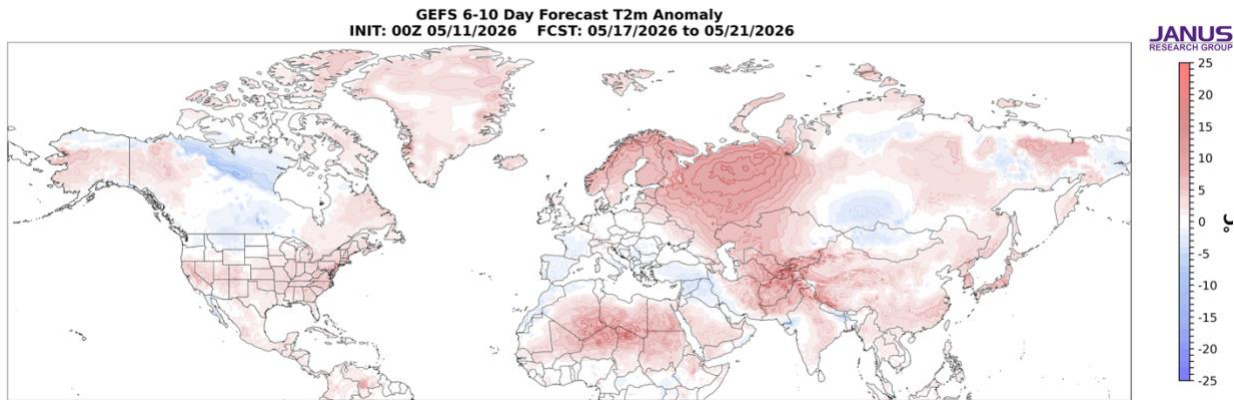 GEFS 6-10 Day Forecast T2m Anomaly
INIT: 00Z 05/11/2026    FCST: 05/17/2026 to 05/21/2026
JANUS
RESEARCH GROUP
25
20
15
10
5
0
-5
-10
-15
-20
-25
°C